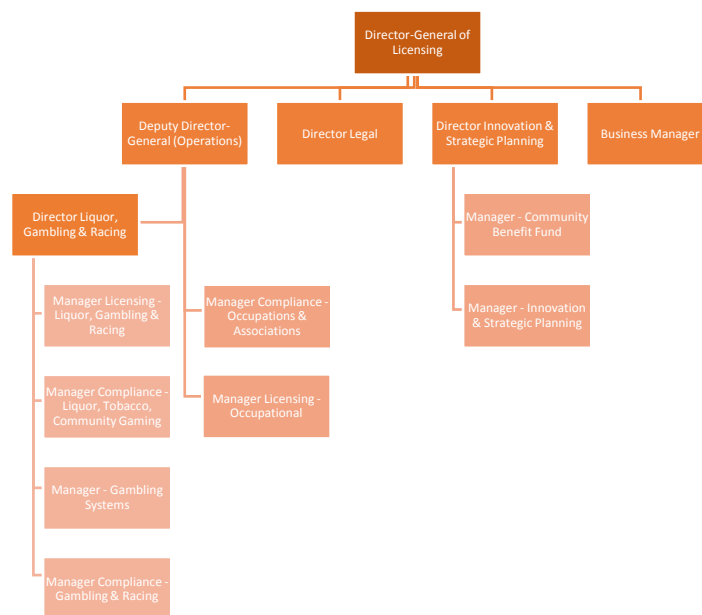 Director-General of
Licensing
Deputy Director-
General (Operations)
Director Legal
Director Innovation &
Strategic Planning
Business Manager
Director Liquor,
Gambling & Racing
Manager - Community
Benefit Fund
Manager Licensing -
Liquor, Gambling &
Racing
Manager Compliance -
Occupations &
Associations
Manager - Innovation
& Strategic Planning
Manager Compliance -
Liquor, Tobacco,
Community Gaming
Manager Licensing -
Occupational
Manager - Gambling
Systems
Manager Compliance -
Gambling & Racing